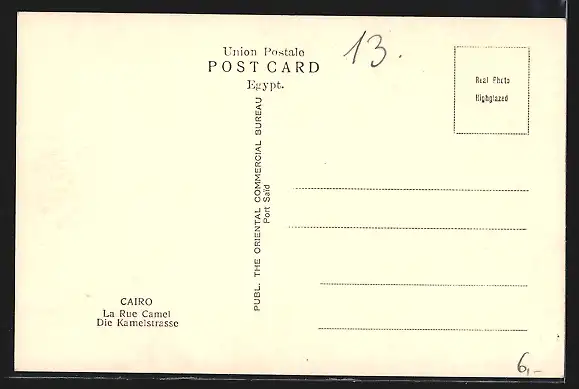 Union Postale
POST CARD
Egypt.
13.
Real Photo
Highglazed
PUBL. THE ORIENTAL COMMERCIAL BUREAU
Port Saïd
CAIRO
La Rue Camel
Die Kamelstrasse
6,-